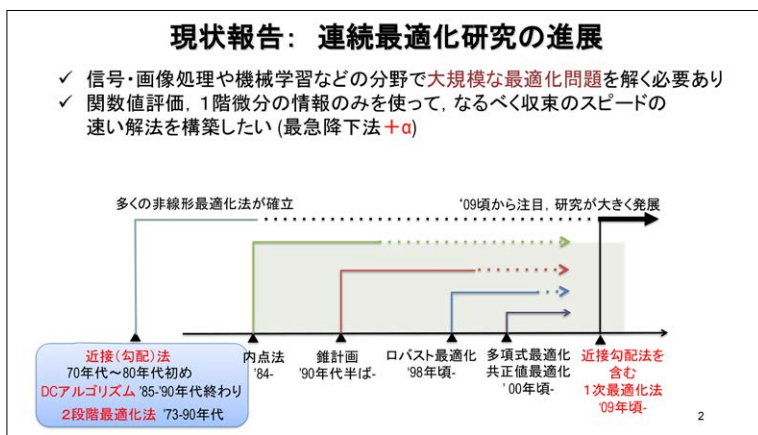 現状報告： 連続最適化研究の進展
✓ 信号・画像処理や機械学習などの分野で大規模な最適化問題を解く必要あり
✓ 関数値評価，1階微分の情報のみを使って，なるべく収束のスピードの
速い解法を構築したい (最急降下法＋α)
多くの非線形最適化法が確立
'09頃から注目，研究が大きく発展
近接(勾配)法
70年代～80年代初め
DCアルゴリズム '85-'90年代終わり
２段階最適化法 '73-90年代
内点法
'84-
錐計画
'90年代半ば-
ロバスト最適化
'98年頃-
多項式最適化
共正値最適化
'00年頃-
近接勾配法を
含む
１次最適化法
'09年頃-
2